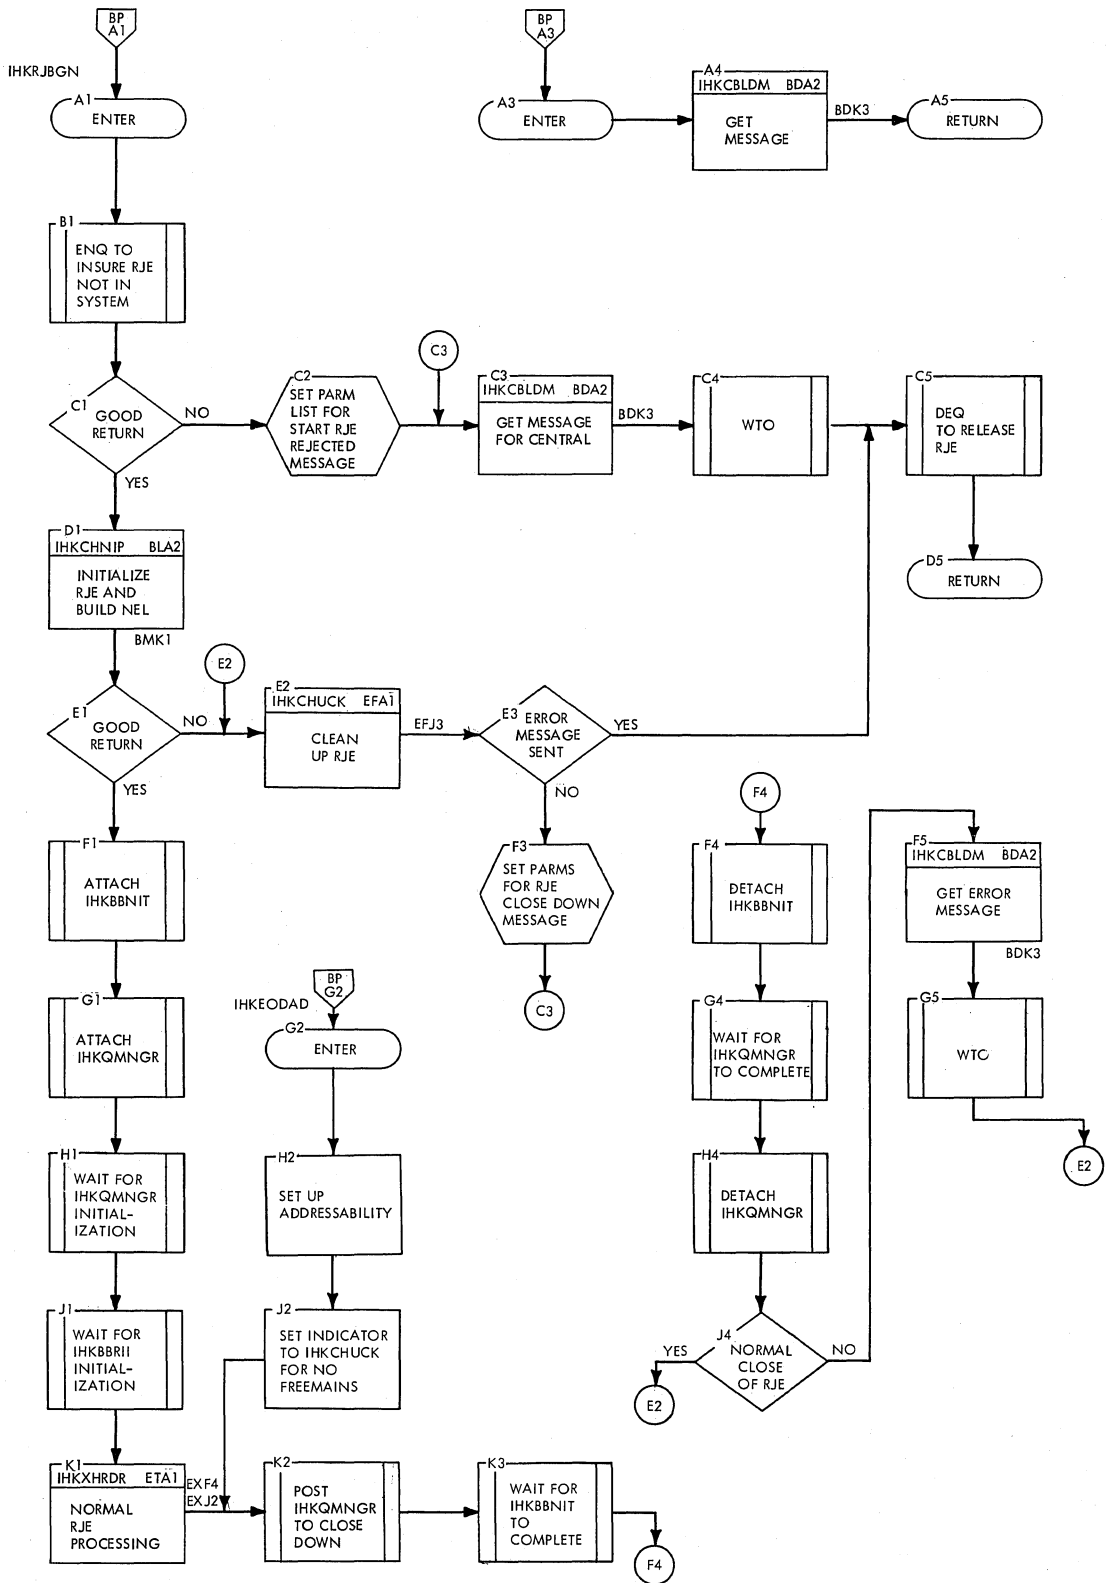 BP
A1
BP
A3
IHKRJBGN
A1
ENTER
A3
ENTER
A4
IHKCBLDM BDA2
GET
MESSAGE
BDK3
A5
RETURN
B1
ENQ TO
INSURE RJE
NOT IN
SYSTEM
C1
GOOD
RETURN
NO
YES
C2
SET PARM
LIST FOR
START RJE
REJECTED
MESSAGE
C3
C3
IHKCBLDM BDA2
GET MESSAGE
FOR CENTRAL
BDK3
C4
WTO
C5
DEQ
TO RELEASE
RJE
D1
IHKCHNIP BLA2
INITIALIZE
RJE AND
BUILD NEL
BMK1
D5
RETURN
E1
GOOD
RETURN
NO
YES
E2
E2
IHKCHUCK EFA1
CLEAN
UP RJE
EFJ3
E3
ERROR
MESSAGE
SENT
YES
NO
F1
ATTACH
IHKBBNIT
F3
SET PARMS
FOR RJE
CLOSE DOWN
MESSAGE
C3
F4
F4
DETACH
IHKBBNIT
F5
IHKCBLDM BDA2
GET ERROR
MESSAGE
BDK3
G1
ATTACH
IHKQMNGR
BP
G2
IHKEODAD
G2
ENTER
G4
WAIT FOR
IHKQMNGR
TO COMPLETE
G5
WTO
E2
H1
WAIT FOR
IHKQMNGR
INITIAL-
IZATION
H2
SET UP
ADDRESSABILITY
H4
DETACH
IHKQMNGR
J1
WAIT FOR
IHKBBRII
INITIAL-
IZATION
J2
SET INDICATOR
TO IHKCHUCK
FOR NO
FREEMAINS
J4
NORMAL
CLOSE
OF RJE
YES
NO
E2
K1
IHKXHRDR ETA1
NORMAL
RJE
PROCESSING
EXF4
EXJ2
K2
POST
IHKQMNGR
TO CLOSE
DOWN
K3
WAIT FOR
IHKBBNIT
TO
COMPLETE
F4